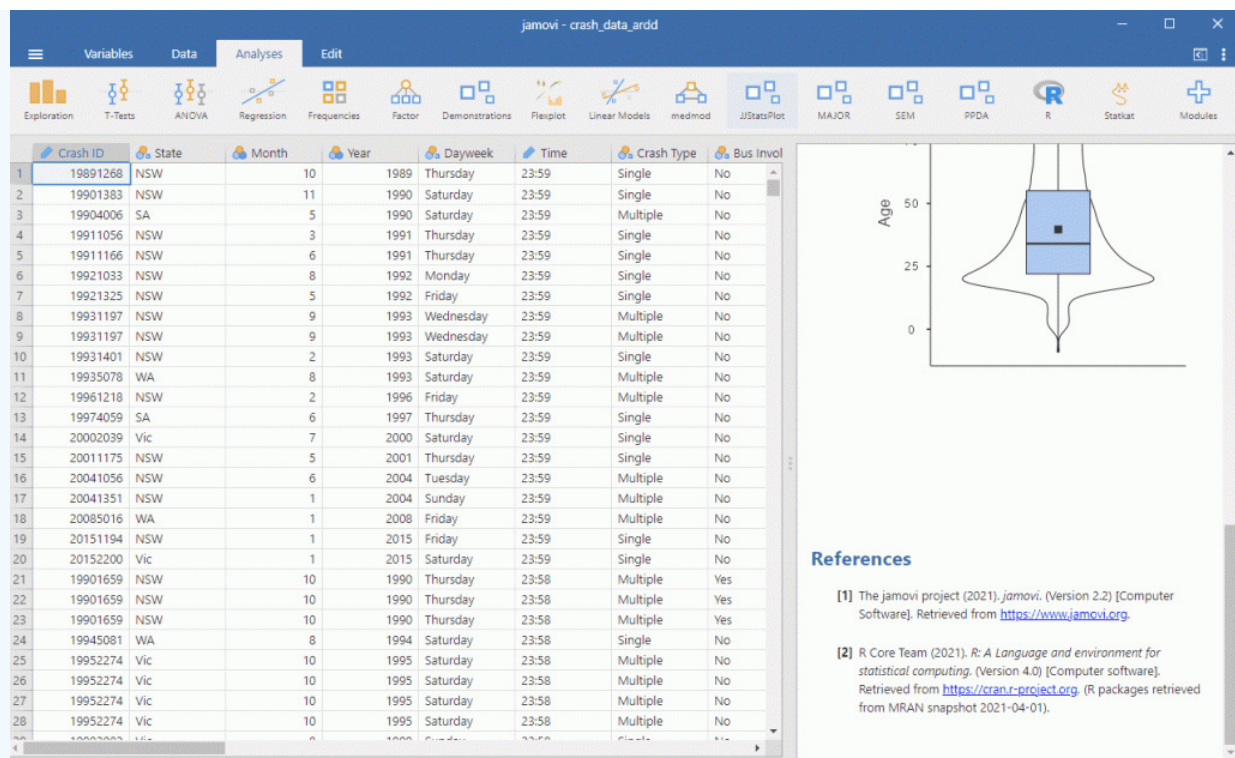 jamovi - crash_data_ardd
Variables Data Analyses Edit
Exploration T-Tests ANOVA Regression Frequencies Factor Demonstrations Flexplot Linear Models medmod JJStatsPlot MAJOR SEM PPDA R Statkat Modules
Crash ID State Month Year Dayweek Time Crash Type Bus Invol
1 19891268 NSW 10 1989 Thursday 23:59 Single No
2 19901383 NSW 11 1990 Saturday 23:59 Single No
3 19904006 SA 5 1990 Saturday 23:59 Multiple No
4 19911056 NSW 3 1991 Thursday 23:59 Single No
5 19911166 NSW 6 1991 Thursday 23:59 Single No
6 19921033 NSW 8 1992 Monday 23:59 Single No
7 19921325 NSW 5 1992 Friday 23:59 Single No
8 19931197 NSW 9 1993 Wednesday 23:59 Multiple No
9 19931197 NSW 9 1993 Wednesday 23:59 Multiple No
10 19931401 NSW 2 1993 Saturday 23:59 Single No
11 19935078 WA 8 1993 Saturday 23:59 Multiple No
12 19961218 NSW 2 1996 Friday 23:59 Multiple No
13 19974059 SA 6 1997 Thursday 23:59 Single No
14 20002039 Vic 7 2000 Saturday 23:59 Single No
15 20011175 NSW 5 2001 Thursday 23:59 Single No
16 20041056 NSW 6 2004 Tuesday 23:59 Multiple No
17 20041351 NSW 1 2004 Sunday 23:59 Multiple No
18 20085016 WA 1 2008 Friday 23:59 Multiple No
19 20151194 NSW 1 2015 Friday 23:59 Single No
20 20152200 Vic 1 2015 Saturday 23:59 Single No
21 19901659 NSW 10 1990 Thursday 23:58 Multiple Yes
22 19901659 NSW 10 1990 Thursday 23:58 Multiple Yes
23 19901659 NSW 10 1990 Thursday 23:58 Multiple Yes
24 19945081 WA 8 1994 Saturday 23:58 Single No
25 19952274 Vic 10 1995 Saturday 23:58 Multiple No
26 19952274 Vic 10 1995 Saturday 23:58 Multiple No
27 19952274 Vic 10 1995 Saturday 23:58 Multiple No
28 19952274 Vic 10 1995 Saturday 23:58 Multiple No
Age
50
25
0
References
[1] The jamovi project (2021). jamovi. (Version 2.2) [Computer
Software]. Retrieved from https://www.jamovi.org.
[2] R Core Team (2021). R: A Language and environment for
statistical computing. (Version 4.0) [Computer software].
Retrieved from https://cran.r-project.org. (R packages retrieved
from MRAN snapshot 2021-04-01).